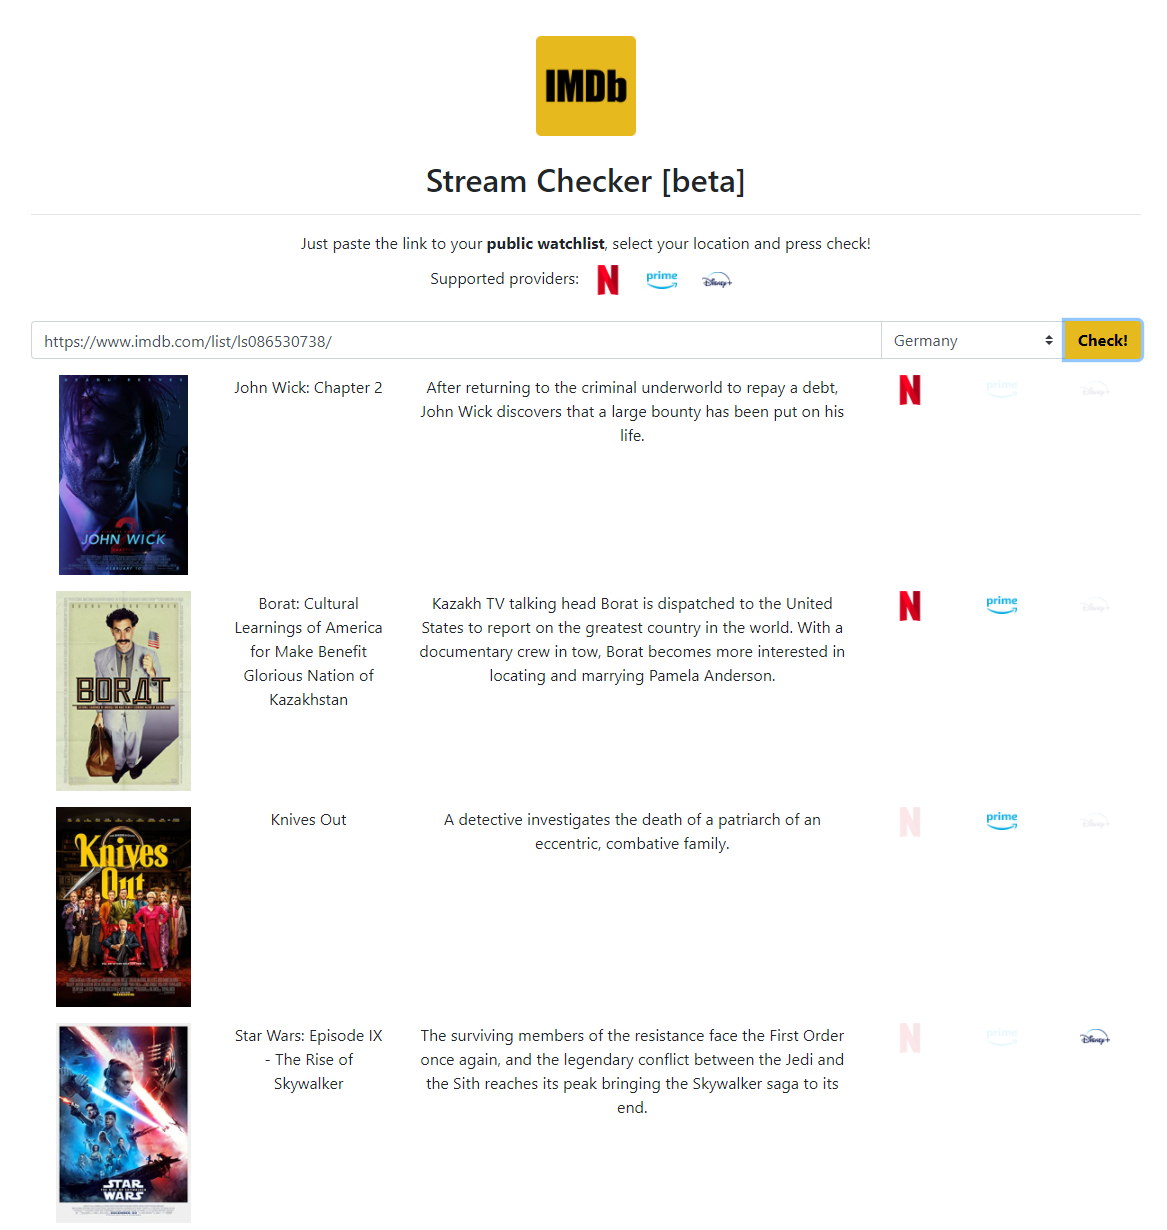 IMDb
Stream Checker [beta]
Just paste the link to your public watchlist, select your location and press check!
Supported providers: N prime Disney+
https://www.imdb.com/list/ls086530738/ Germany Check!
John Wick: Chapter 2
After returning to the criminal underworld to repay a debt,
John Wick discovers that a large bounty has been put on his
life.
N prime Disney+
2
JOHN WICK
Borat: Cultural
Learnings of America
for Make Benefit
Glorious Nation of
Kazakhstan
Kazakh TV talking head Borat is dispatched to the United
States to report on the greatest country in the world. With a
documentary crew in tow, Borat becomes more interested in
locating and marrying Pamela Anderson.
N prime Disney+
BORAT
Knives Out
A detective investigates the death of a patriarch of an
eccentric, combative family.
N prime Disney+
Knives
Out
Star Wars: Episode IX
- The Rise of
Skywalker
The surviving members of the resistance face the First Order
once again, and the legendary conflict between the Jedi and
the Sith reaches its peak bringing the Skywalker saga to its
end.
N prime Disney+
STAR
WARS